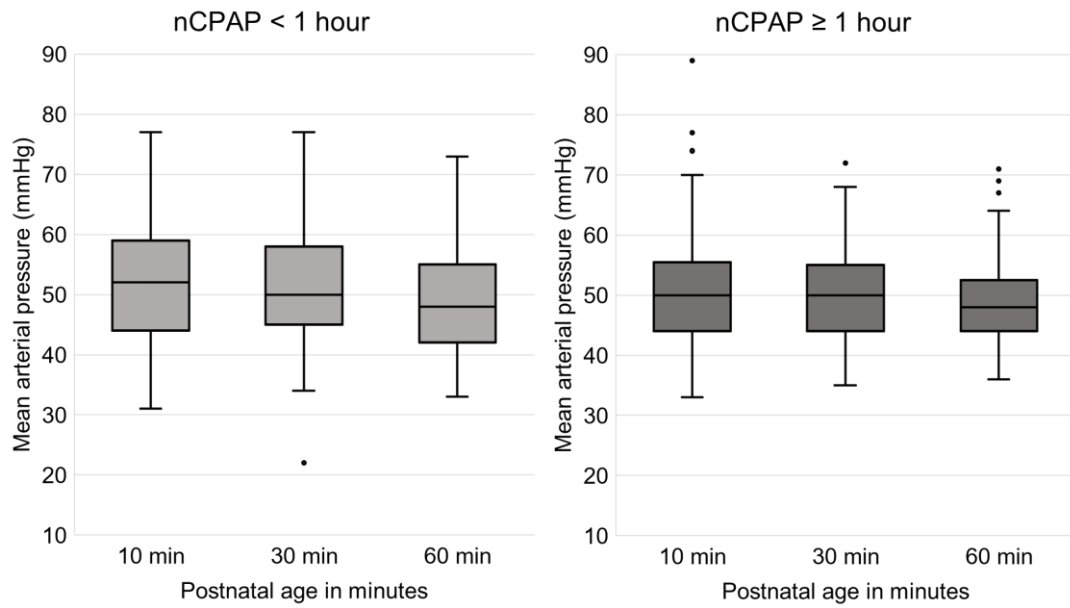 nCPAP < 1 hour
90
80
70
60
50
40
30
20
10
Mean arterial pressure (mmHg)
10 min 30 min 60 min
Postnatal age in minutes
nCPAP ≥ 1 hour
90
80
70
60
50
40
30
20
10
Mean arterial pressure (mmHg)
10 min 30 min 60 min
Postnatal age in minutes